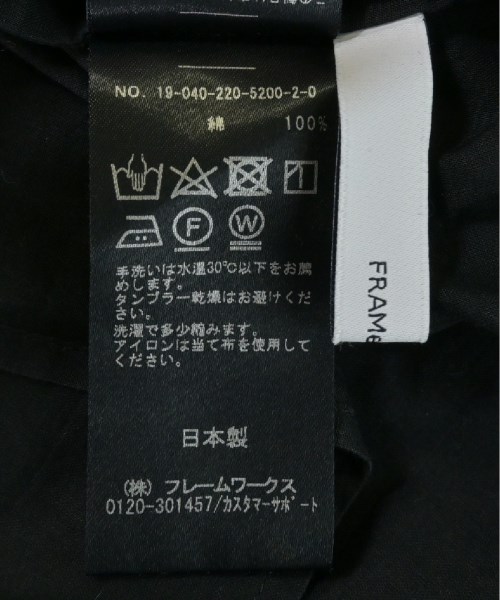 NO. 19-040-220-5200-2-0
綿 100%
F W
手洗いは水温30℃以下をお薦
めします。
タンブラー乾燥はお避けくださ
い。
洗濯で多少縮みます。
アイロンは当て布を使用して
ください。
日本製
(株) フレームワークス
0120-301457/カスタマーサポート
FRAMe